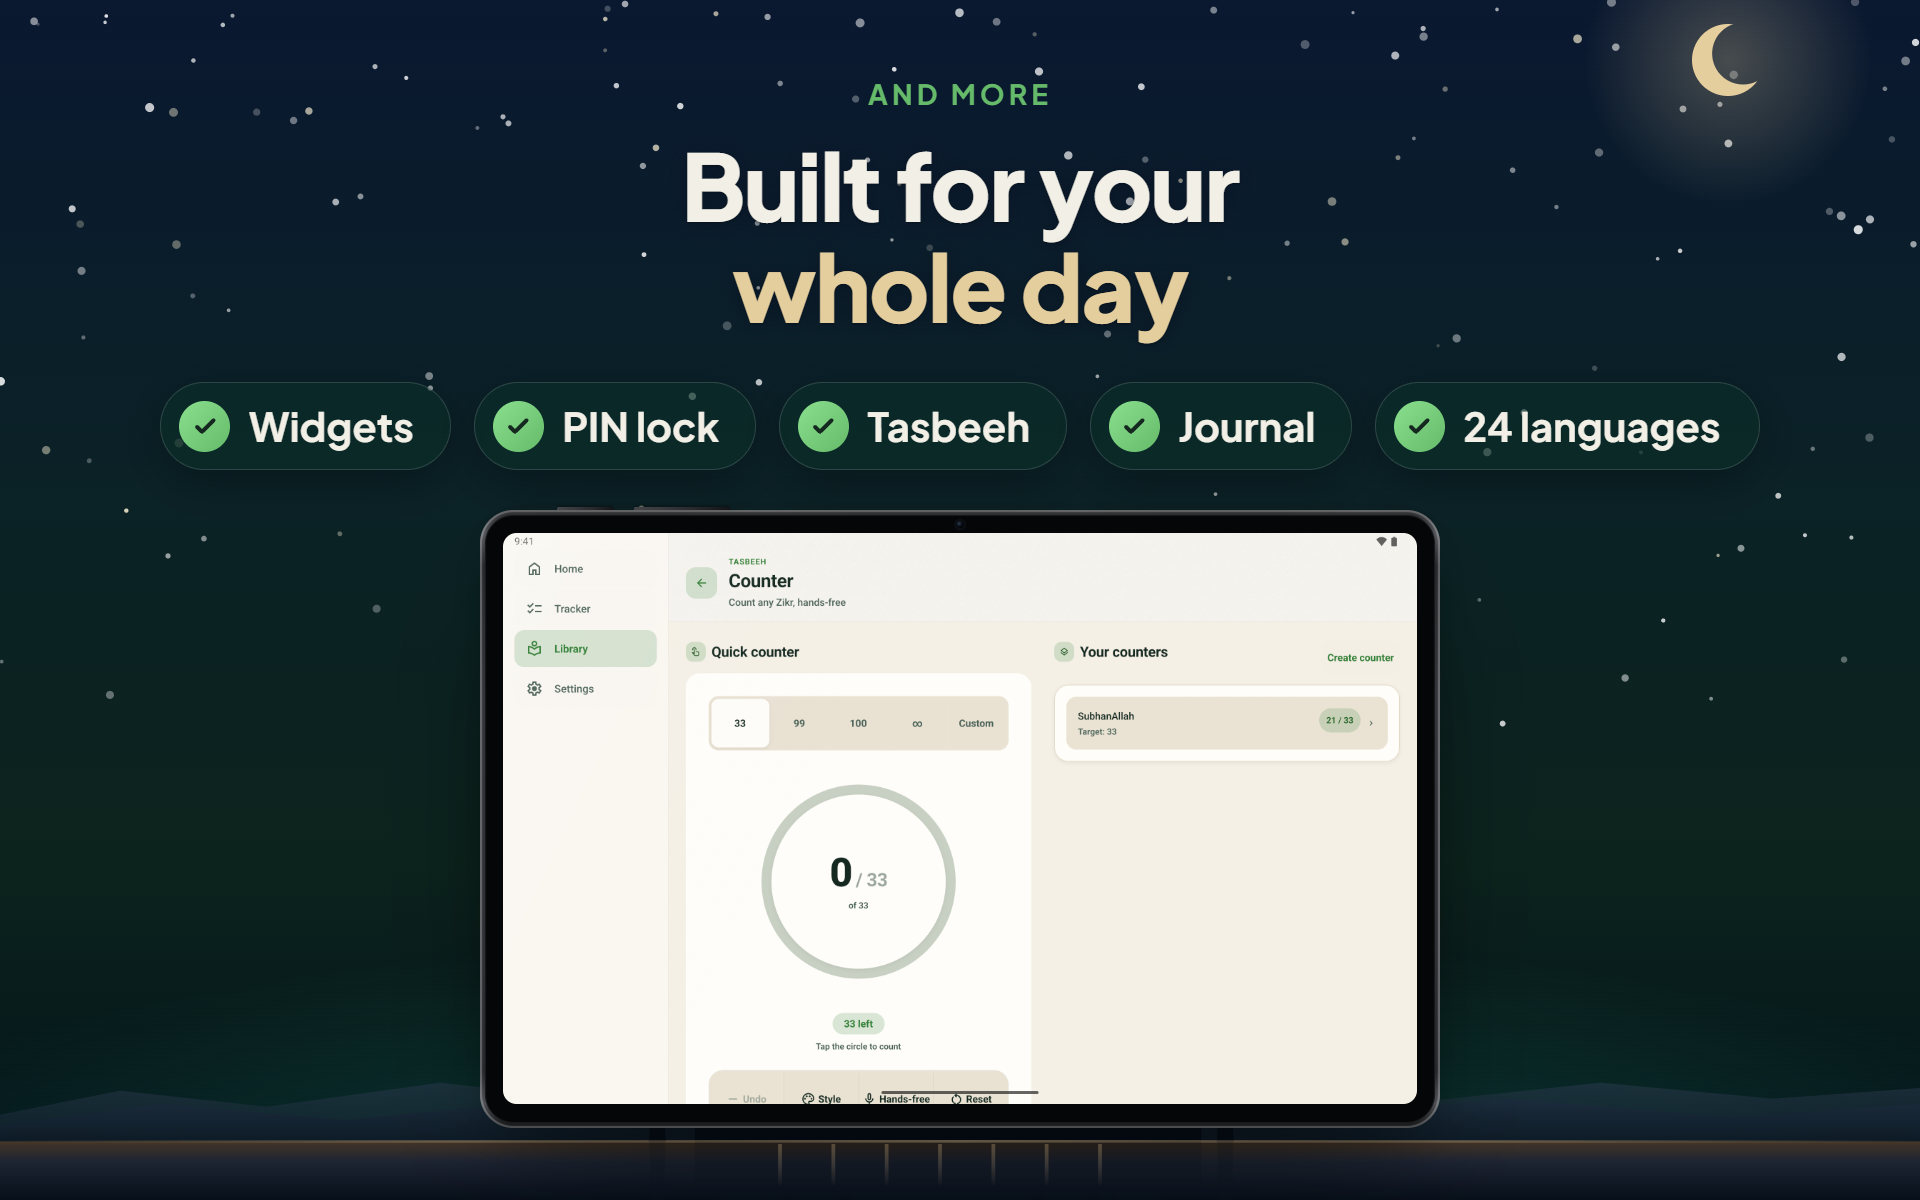 AND MORE
Built for your
whole day
Widgets
PIN lock
Tasbeeh
Journal
24 languages
9:41
Home
Tracker
Library
Settings
TASBEEH
Counter
Count any Zikr, hands-free
Quick counter
33
99
100
∞
Custom
0 / 33
of 33
33 left
Tap the circle to count
Undo
Style
Hands-free
Reset
Your counters
Create counter
SubhanAllah
Target: 33
21 / 33